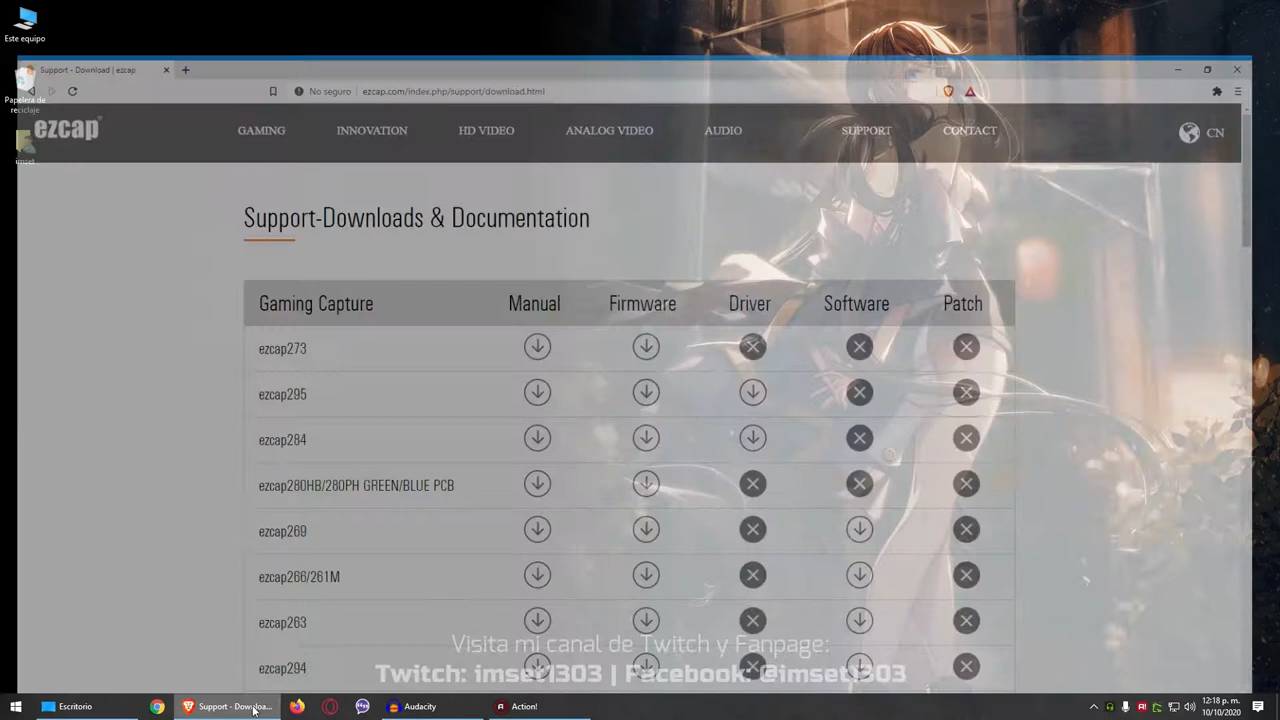 Este equipo
Support - Download | ezcap
No seguro
ezcap.com/index.php/support/download.html
Papelera de
reciclaje
imset
ezcap
GAMING
INNOVATION
HD VIDEO
ANALOG VIDEO
AUDIO
SUPPORT
CONTACT
CN
Support-Downloads & Documentation
Gaming Capture Manual Firmware Driver Software Patch
ezcap273
ezcap295
ezcap284
ezcap280HB/280PH GREEN/BLUE PCB
ezcap269
ezcap266/261M
ezcap263
ezcap294
Visita mi canal de Twitch y Fanpage:
Twitch: imset1303 | Facebook: @imset1303
Escritorio
Support - Downloa...
Audacity
Action!
12:18 p. m.
10/10/2020